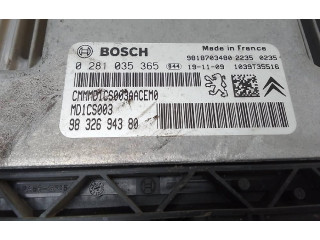 BOSCH
Made in France
0 281 035 365
9818703480 2235 0235
19-11-09 1039T35516
CMMMD1CS003AACEM0
MD1CS003
98 326 943 80